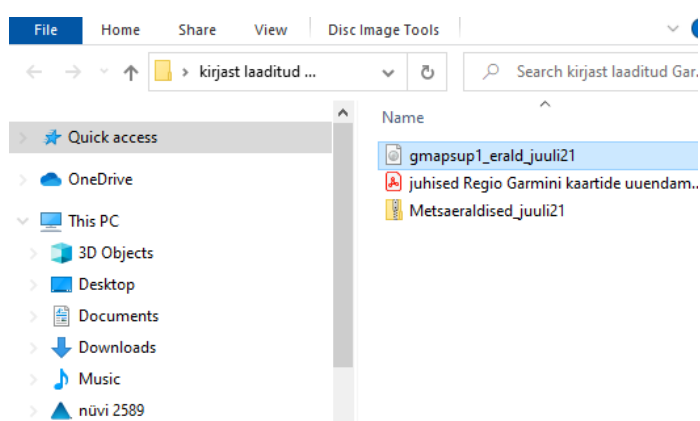 File Home Share View Disc Image Tools
kirjast laaditud ... Search kirjast laaditud Gar.
Name
Quick access
gmapsup1_erald_juuli21
OneDrive
juhised Regio Garmini kaartide uuendam...
This PC
Metsaeraldised_juuli21
3D Objects
Desktop
Documents
Downloads
Music
nüvi 2589